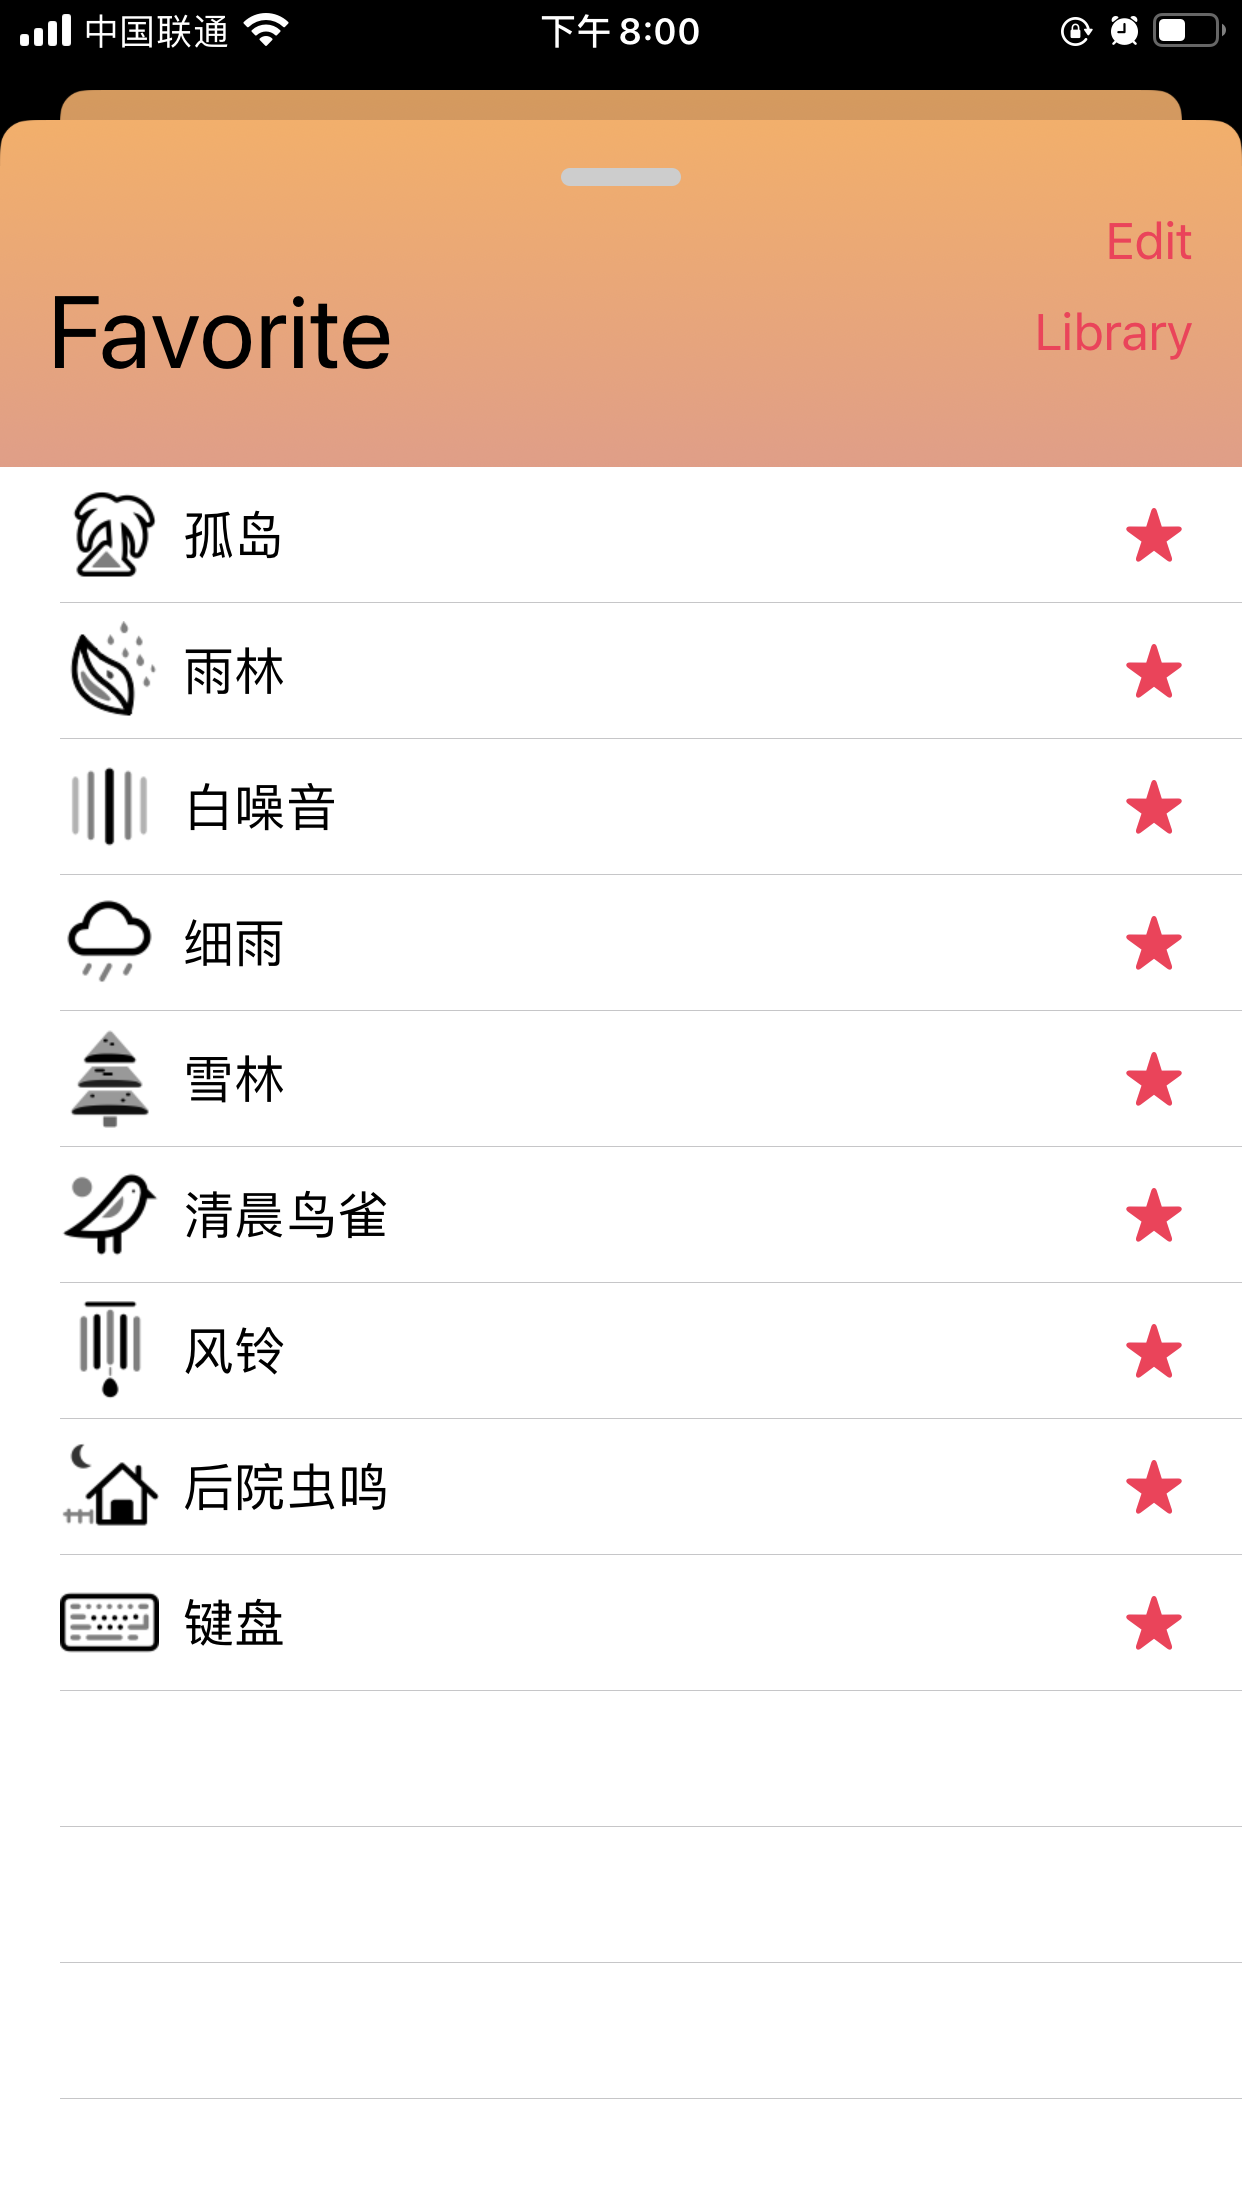 中国联通 下午8:00
Edit
Favorite
Library
孤岛
雨林
白噪音
细雨
雪林
清晨鸟雀
风铃
后院虫鸣
键盘